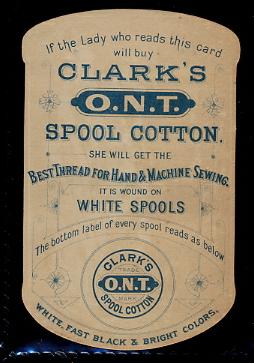 If the Lady who reads this card
will buy
CLARK'S
O.N.T.
SPOOL COTTON.
SHE WILL GET THE
BEST THREAD FOR HAND & MACHINE SEWING.
IT IS WOUND ON
WHITE SPOOLS
The bottom label of every spool reads as below
CLARK'S
TRADE
O.N.T.
MARK
SPOOL COTTON
WHITE, FAST BLACK & BRIGHT COLORS.